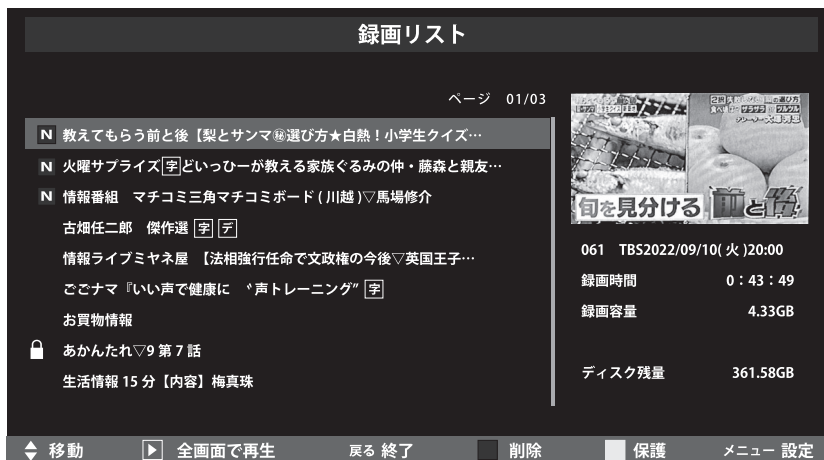 録画リスト
ページ 01/03
N 教えてもらう前と後【梨とサンマ㊙選び方★白熱!小学生クイズ…
N 火曜サプライズ字どいっひーが教える家族ぐるみの仲・藤森と親友…
N 情報番組 マチコミ三角マチコミボード(川越)▽馬場修介
古畑任二郎 傑作選 字 デ
情報ライブミヤネ屋 【法相強行任命で文政権の今後▽英国王子…
ごごナマ『いい声で健康に 〝声トレーニング” 字
お買物情報
あかんたれ▽9 第7話
生活情報 15 分【内容】梅真珠
旬を見分ける 前と後
061 TBS2022/09/10(火)20:00
録画時間 0:43:49
録画容量 4.33GB
ディスク残量 361.58GB
移動 全画面で再生 戻る 終了 削除 保護 メニュー 設定